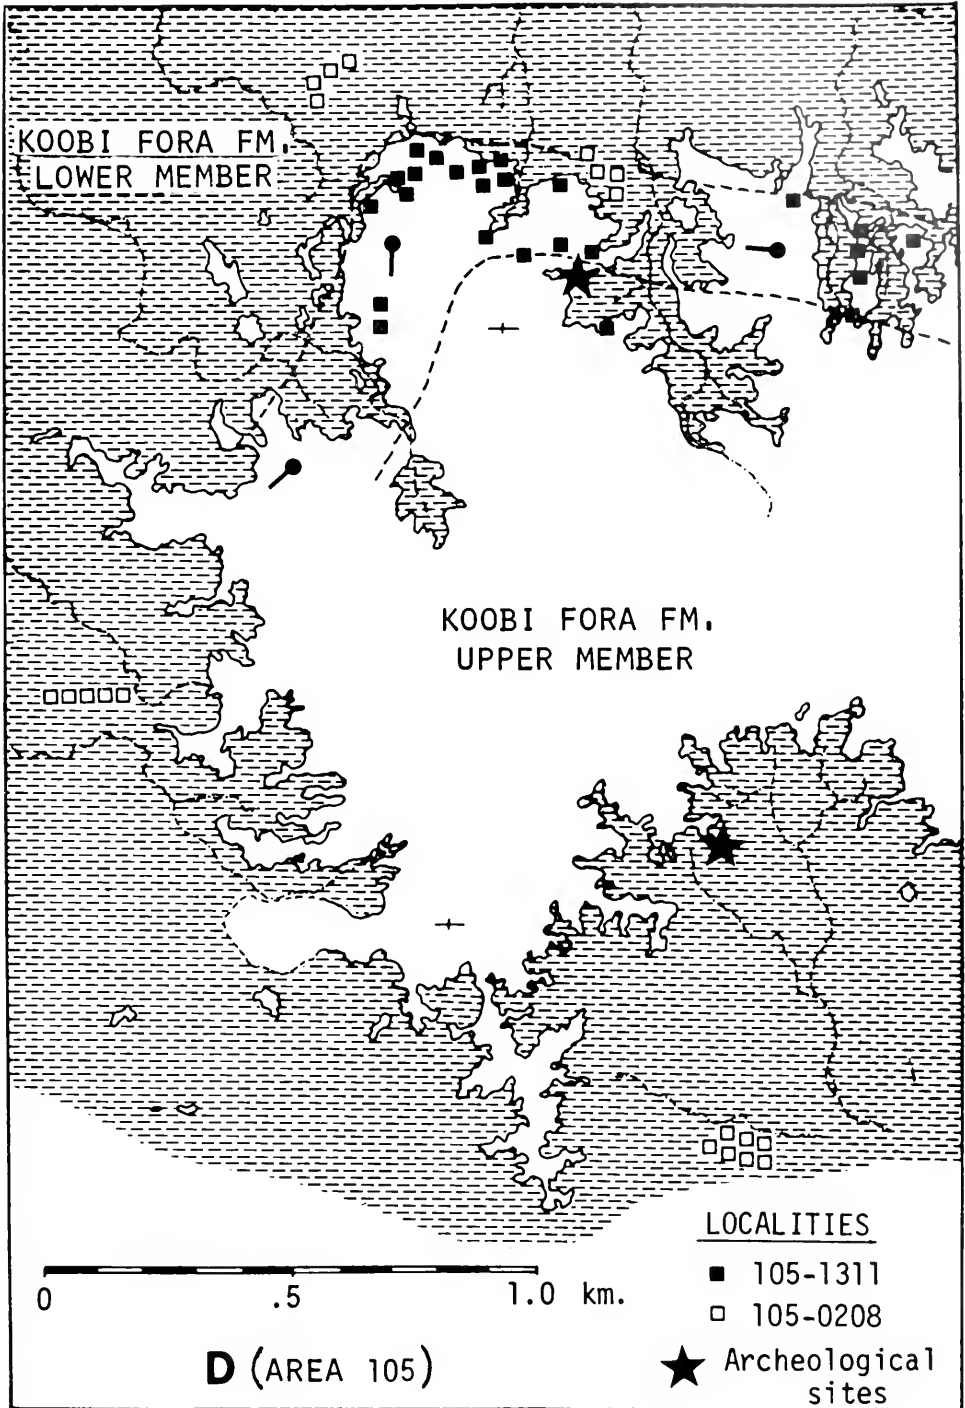 KOOBI FORA FM.
LOWER MEMBER
KOOBI FORA FM.
UPPER MEMBER
LOCALITIES
105-1311
105-0208
Archeological
sites
0 .5 1.0 km.
D (AREA 105)